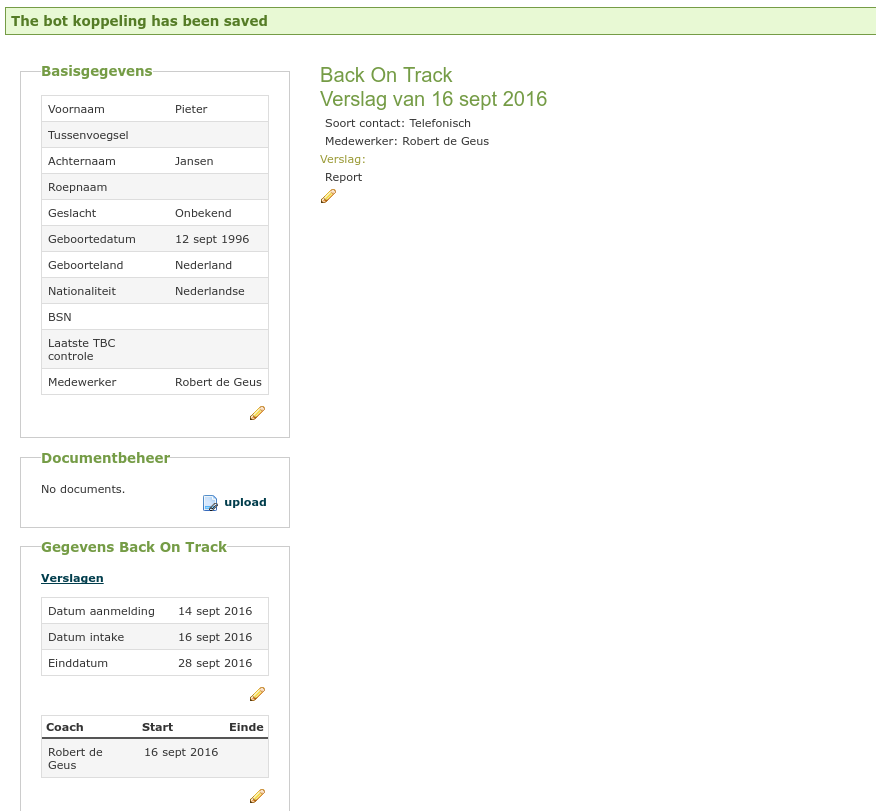 The bot koppeling has been saved
Basisgegevens
Voornaam Pieter
Tussenvoegsel
Achternaam Jansen
Roepnaam
Geslacht Onbekend
Geboortedatum 12 sept 1996
Geboorteland Nederland
Nationaliteit Nederlandse
BSN
Laatste TBC
controle
Medewerker Robert de Geus
Documentbeheer
No documents.
upload
Gegevens Back On Track
Verslagen
Datum aanmelding 14 sept 2016
Datum intake 16 sept 2016
Einddatum 28 sept 2016
Coach Start Einde
Robert de 16 sept 2016
Geus
Back On Track
Verslag van 16 sept 2016
Soort contact: Telefonisch
Medewerker: Robert de Geus
Verslag:
Report